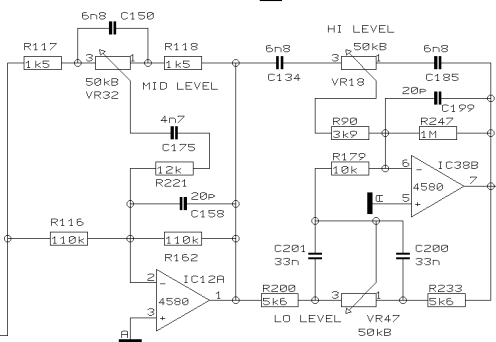 6n8 C150
HI LEVEL
R117
3
1
R118
50kB
6n8
3
1
6n8
1k5
1k5
50kB
VR32
MID LEVEL
C134
VR18
C185
20p
C199
4n7
C175
R90
3k9
R247
1M
12k
R221
R179
10k
6
IC38B
-
4580
7
20p
C158
A
5
+
R116
110k
110k
R162
C201
33n
C200
33n
IC12A
2
-
4580
1
3
+
A
R200
5k6
3
1
R233
5k6
LO LEVEL
VR47
50kB